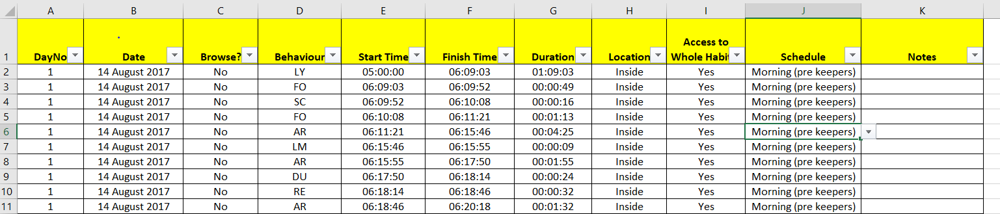 A B C D E F G H I J K
1 DayNo Date Browse? Behaviour Start Time Finish Time Duration Location Access to Whole Habi Schedule Notes
2 1 14 August 2017 No LY 05:00:00 06:09:03 01:09:03 Inside Yes Morning (pre keepers)
3 1 14 August 2017 No FO 06:09:03 06:09:52 00:00:49 Inside Yes Morning (pre keepers)
4 1 14 August 2017 No SC 06:09:52 06:10:08 00:00:16 Inside Yes Morning (pre keepers)
5 1 14 August 2017 No FO 06:10:08 06:11:21 00:01:13 Inside Yes Morning (pre keepers)
6 1 14 August 2017 No AR 06:11:21 06:15:46 00:04:25 Inside Yes Morning (pre keepers)
7 1 14 August 2017 No LM 06:15:46 06:15:55 00:00:09 Inside Yes Morning (pre keepers)
8 1 14 August 2017 No AR 06:15:55 06:17:50 00:01:55 Inside Yes Morning (pre keepers)
9 1 14 August 2017 No DU 06:17:50 06:18:14 00:00:24 Inside Yes Morning (pre keepers)
10 1 14 August 2017 No RE 06:18:14 06:18:46 00:00:32 Inside Yes Morning (pre keepers)
11 1 14 August 2017 No AR 06:18:46 06:20:18 00:01:32 Inside Yes Morning (pre keepers)